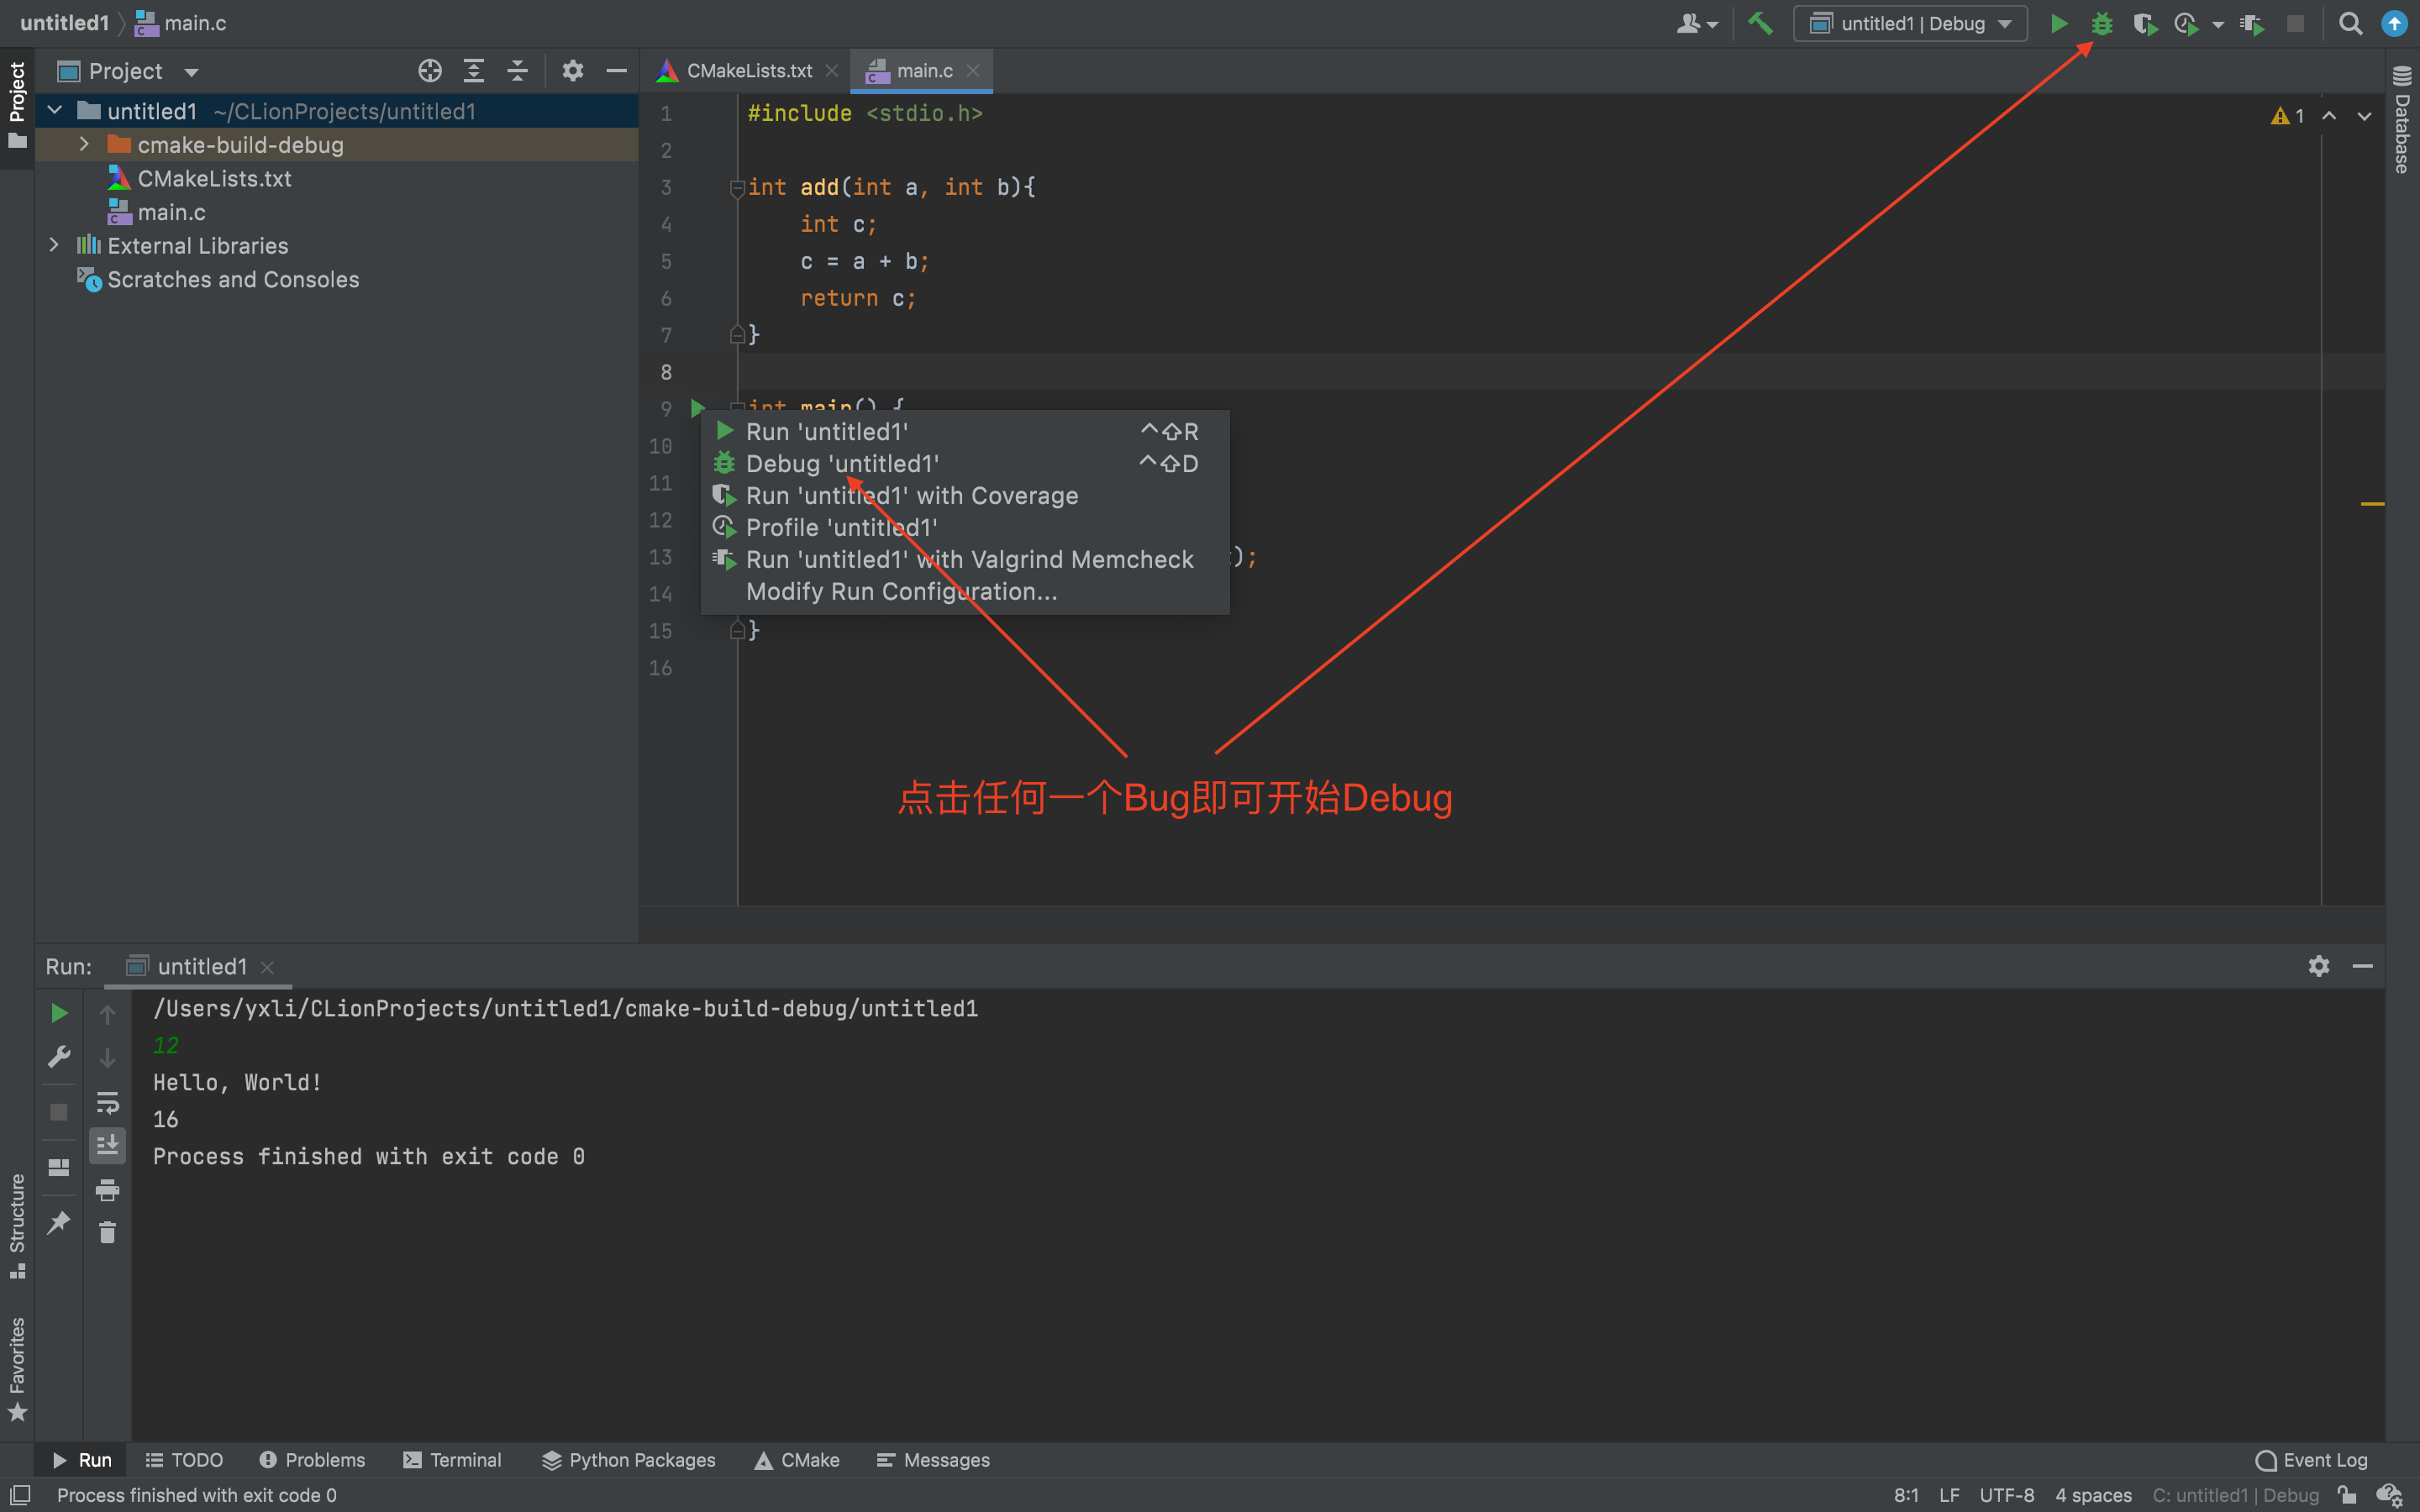 untitled1 main.c
untitled1 | Debug
Project
Project
CMakeLists.txt
main.c
Database
untitled1 ~/CLionProjects/untitled1
cmake-build-debug
CMakeLists.txt
main.c
External Libraries
Scratches and Consoles
1 #include <stdio.h>
1
2
3 int add(int a, int b){
4 int c;
5 c = a + b;
6 return c;
7 }
8
9 int main() {
10
11
12
13 );
14
15 }
16
Run 'untitled1' ^⇧R
Debug 'untitled1' ^⇧D
Run 'untitled1' with Coverage
Profile 'untitled1'
Run 'untitled1' with Valgrind Memcheck
Modify Run Configuration...
点击任何一个Bug即可开始Debug
Run: untitled1
/Users/yxli/CLionProjects/untitled1/cmake-build-debug/untitled1
12
Hello, World!
16
Process finished with exit code 0
Structure
Favorites
Run TODO Problems Terminal Python Packages CMake Messages Event Log
Process finished with exit code 0 8:1 LF UTF-8 4 spaces C: untitled1 | Debug